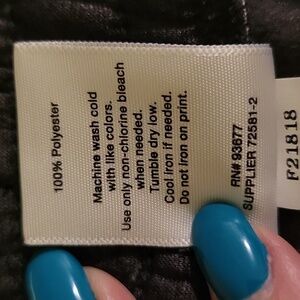 100% Polyester
Machine wash cold
with like colors.
Use only non-chlorine bleach
when needed.
Tumble dry low.
Cool iron if needed.
Do not iron on print.
RN# 93677
SUPPLIER 72581-2
F21818